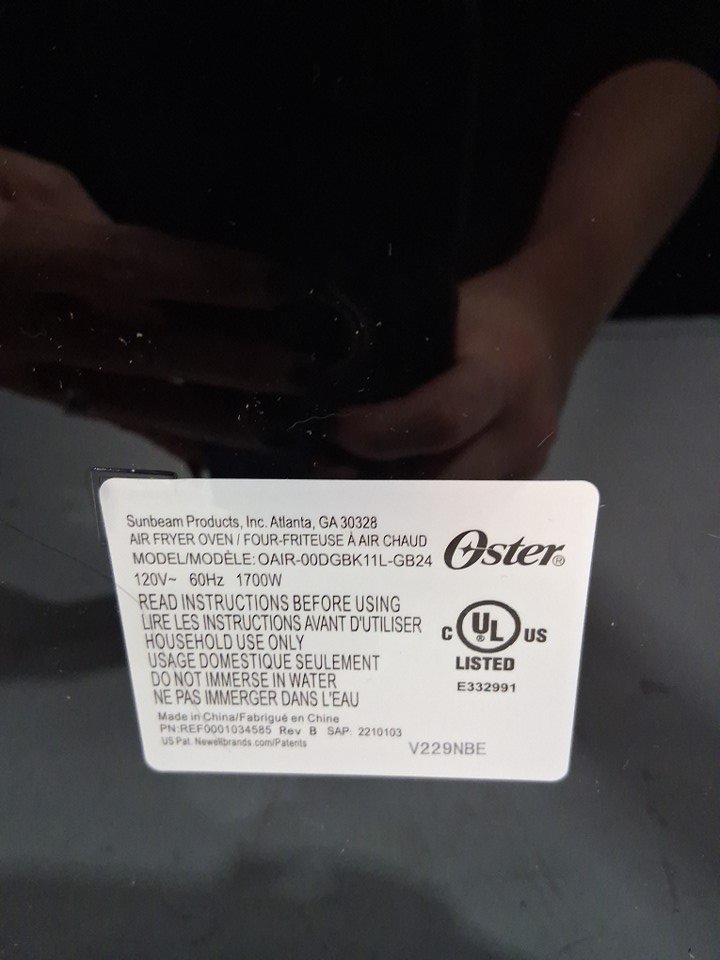 Sunbeam Products, Inc. Atlanta, GA 30328
AIR FRYER OVEN / FOUR-FRITEUSE À AIR CHAUD
MODEL/MODÈLE: OAIR-00DGBK11L-GB24
120V~ 60Hz 1700W
Oster®
READ INSTRUCTIONS BEFORE USING
LIRE LES INSTRUCTIONS AVANT D'UTILISER
HOUSEHOLD USE ONLY
USAGE DOMESTIQUE SEULEMENT
DO NOT IMMERSE IN WATER
NE PAS IMMERGER DANS L'EAU
C UL® US
LISTED
E332991
Made in China/Fabrigué en Chine
PN:REF0001034585 Rev B SAP: 2210103
US Pat. Newellbrands.com/Patents
V229NBE